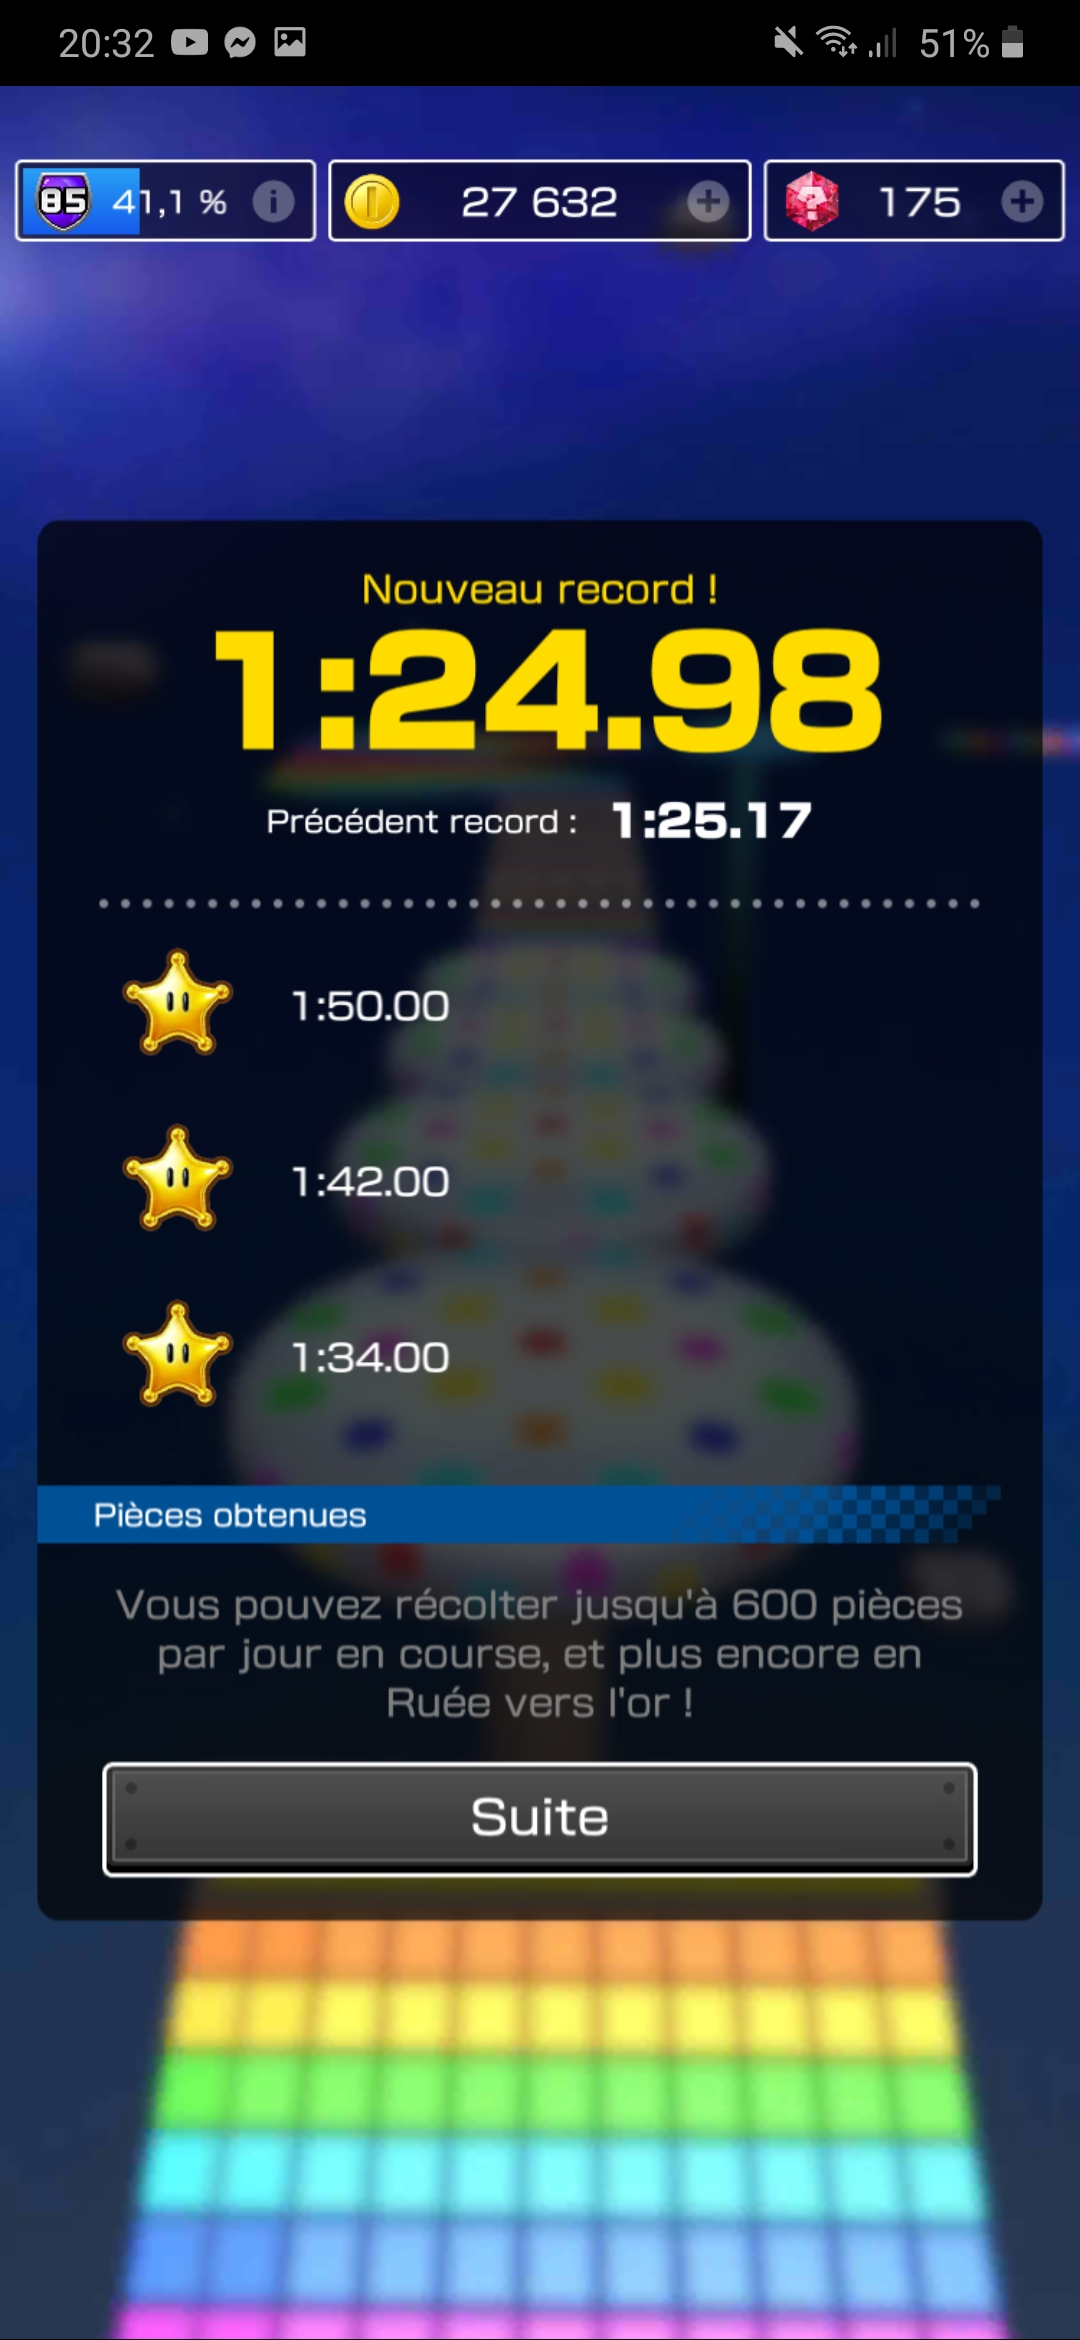 20:32
51%
85 41,1 % i
27 632 +
? 175 +
Nouveau record !
1:24.98
Précédent record : 1:25.17
1:50.00
1:42.00
1:34.00
Pièces obtenues
Vous pouvez récolter jusqu'à 600 pièces
par jour en course, et plus encore en
Ruée vers l'or !
Suite